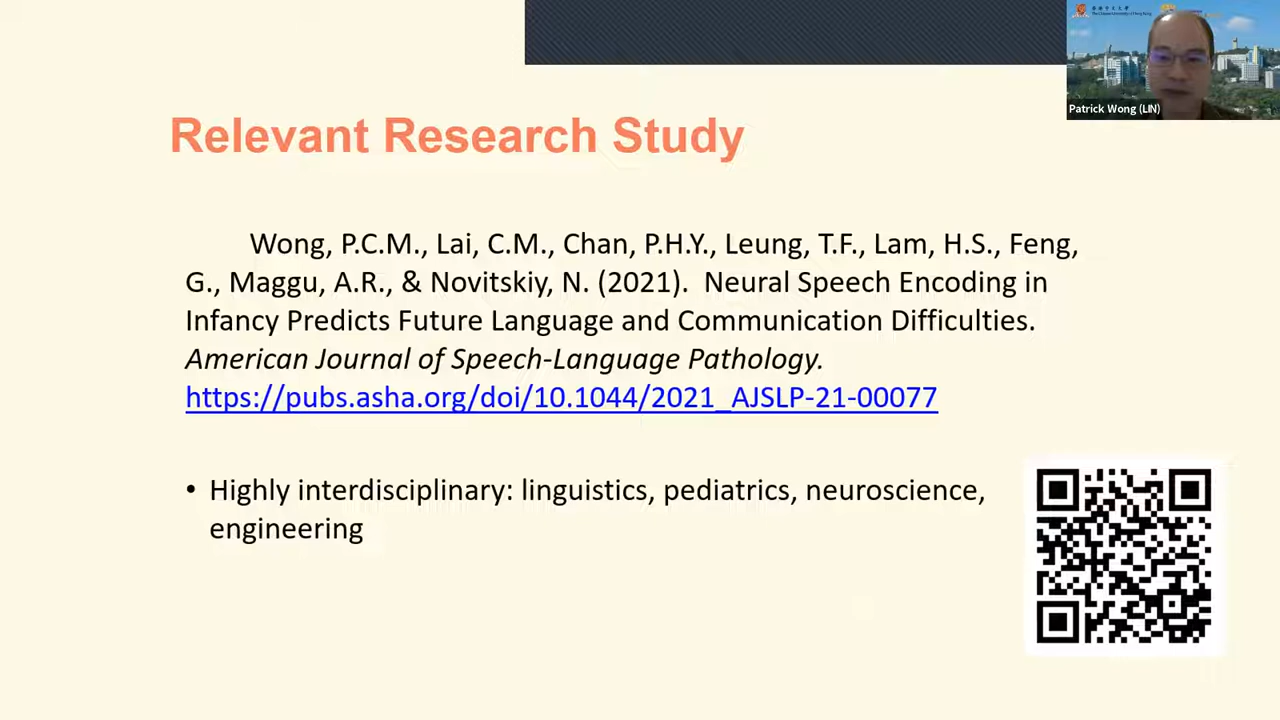 Patrick Wong (LIN)
Relevant Research Study
Wong, P.C.M., Lai, C.M., Chan, P.H.Y., Leung, T.F., Lam, H.S., Feng,
G., Maggu, A.R., & Novitskiy, N. (2021).  Neural Speech Encoding in
Infancy Predicts Future Language and Communication Difficulties.
American Journal of Speech-Language Pathology.
https://pubs.asha.org/doi/10.1044/2021_AJSLP-21-00077
• Highly interdisciplinary: linguistics, pediatrics, neuroscience,
engineering